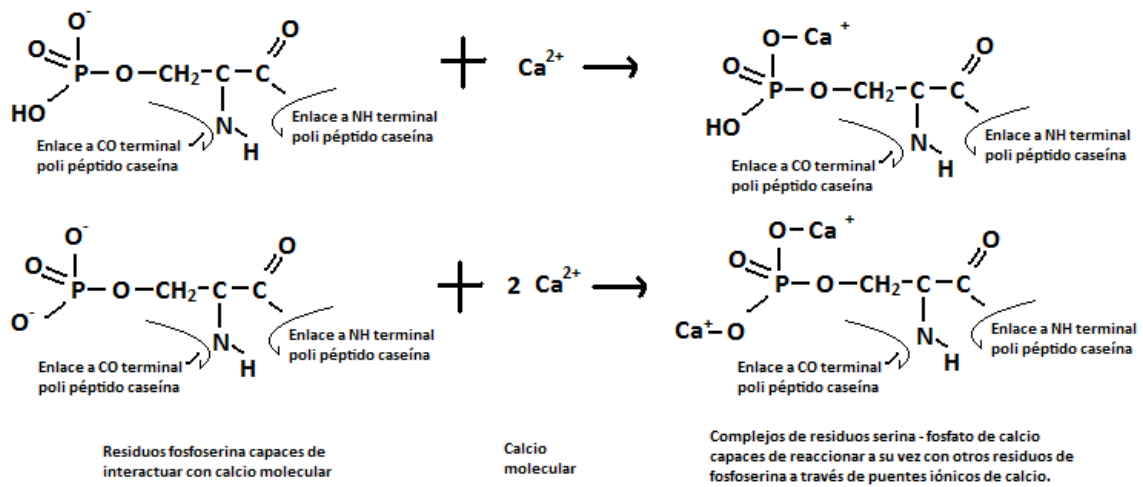 O⁻
O
P
O
CH₂
C
C
O
HO
N
H
Enlace a CO terminal
poli péptido caseína
Enlace a NH terminal
poli péptido caseína
+
Ca²⁺
O
Ca ⁺
O
P
O
CH₂
C
C
O
HO
N
H
Enlace a CO terminal
poli péptido caseína
Enlace a NH terminal
poli péptido caseína
O⁻
O
P
O
CH₂
C
C
O
O⁻
N
H
Enlace a CO terminal
poli péptido caseína
Enlace a NH terminal
poli péptido caseína
+
2 Ca²⁺
O
Ca ⁺
O
P
O
CH₂
C
C
O
Ca⁺
O
N
H
Enlace a CO terminal
poli péptido caseína
Enlace a NH terminal
poli péptido caseína
Residuos fosfoserina capaces de
interactuar con calcio molecular
Calcio
molecular
Complejos de residuos serina - fosfato de calcio
capaces de reaccionar a su vez con otros residuos de
fosfoserina a través de puentes iónicos de calcio.